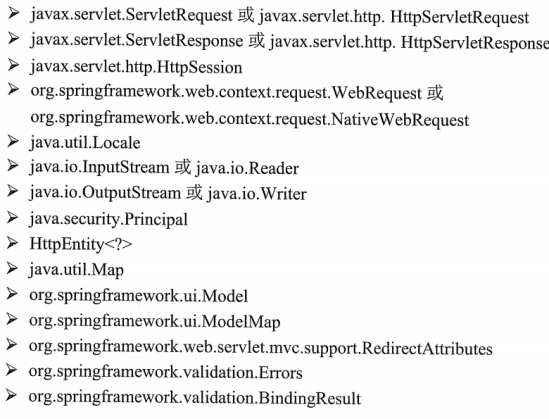 ➢ javax.servlet.ServletRequest 或 javax.servlet.http. HttpServletRequest
➢ javax.servlet.ServletResponse 或 javax.servlet.http. HttpServletResponse
➢ javax.servlet.http.HttpSession
➢ org.springframework.web.context.request.WebRequest 或
org.springframework.web.context.request.NativeWebRequest
➢ java.util.Locale
➢ java.io.InputStream 或 java.io.Reader
➢ java.io.OutputStream 或 java.io.Writer
➢ java.security.Principal
➢ HttpEntity<?>
➢ java.util.Map
➢ org.springframework.ui.Model
➢ org.springframework.ui.ModelMap
➢ org.springframework.web.servlet.mvc.support.RedirectAttributes
➢ org.springframework.validation.Errors
➢ org.springframework.validation.BindingResult